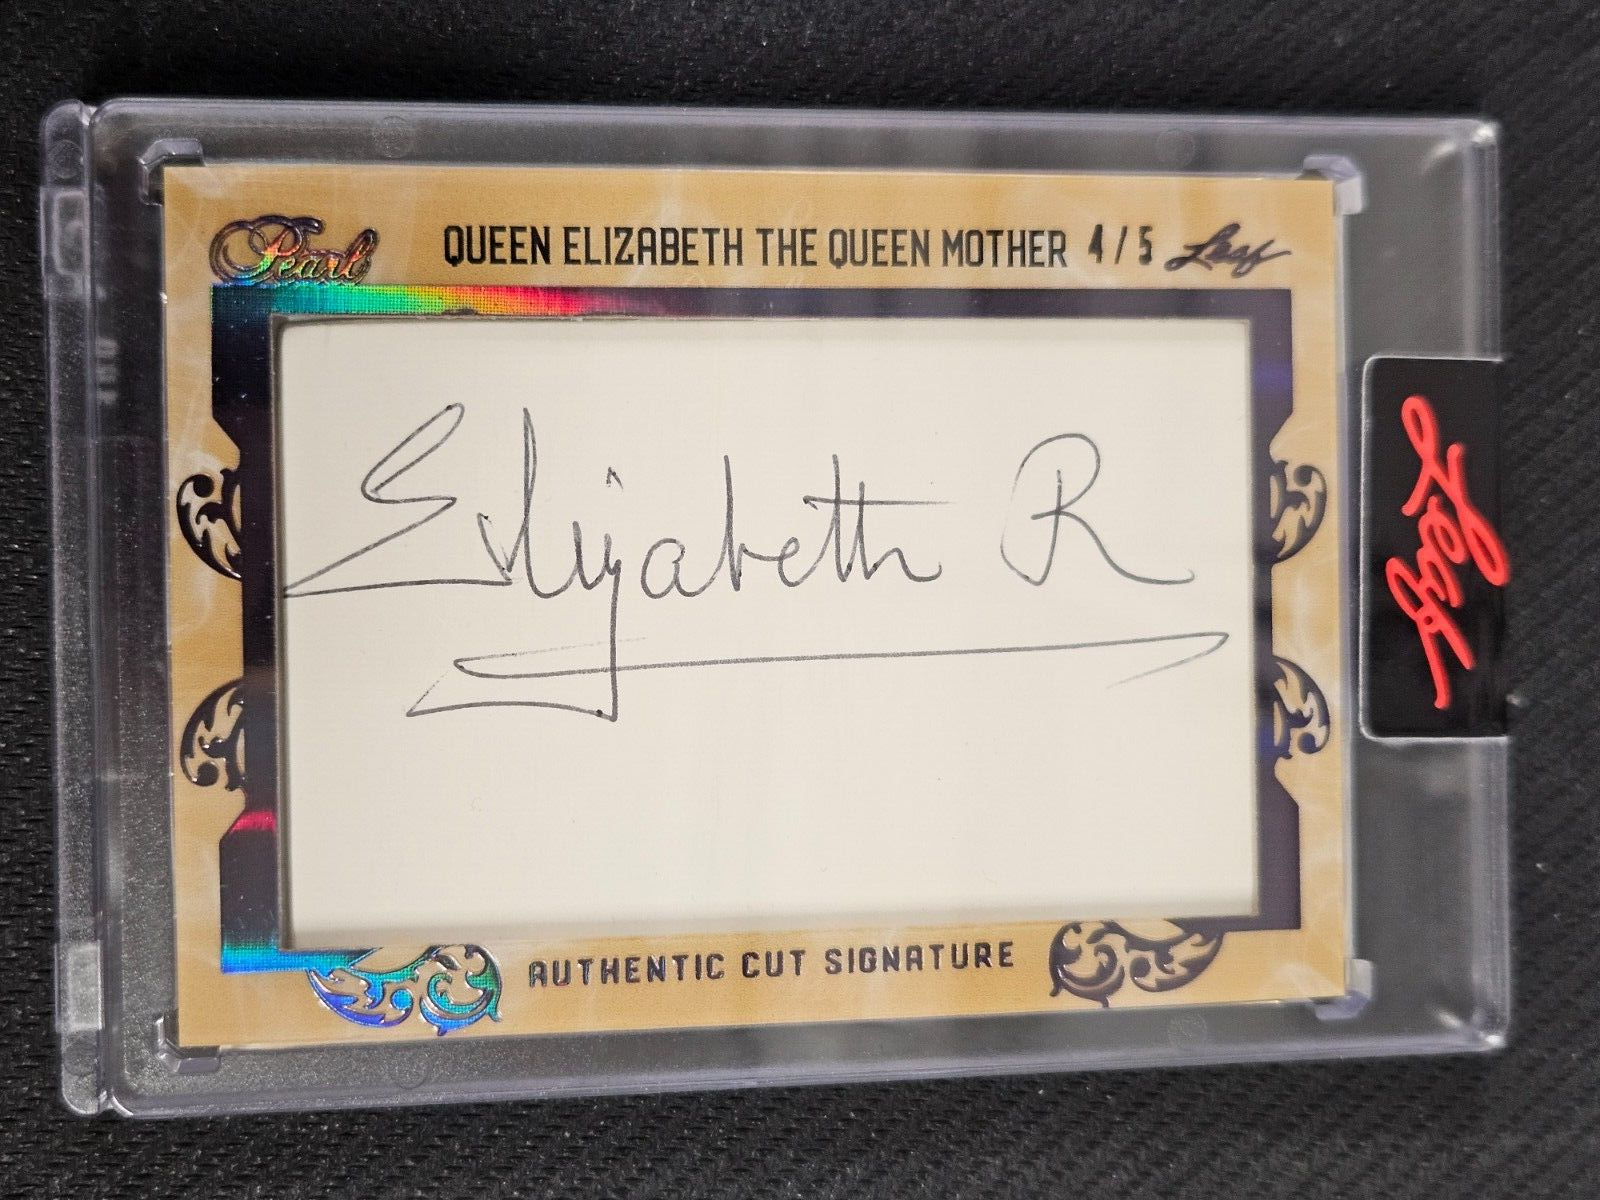 Pearl
QUEEN ELIZABETH THE QUEEN MOTHER 4/5 Leaf
Elizabeth R
AUTHENTIC CUT SIGNATURE
Leaf